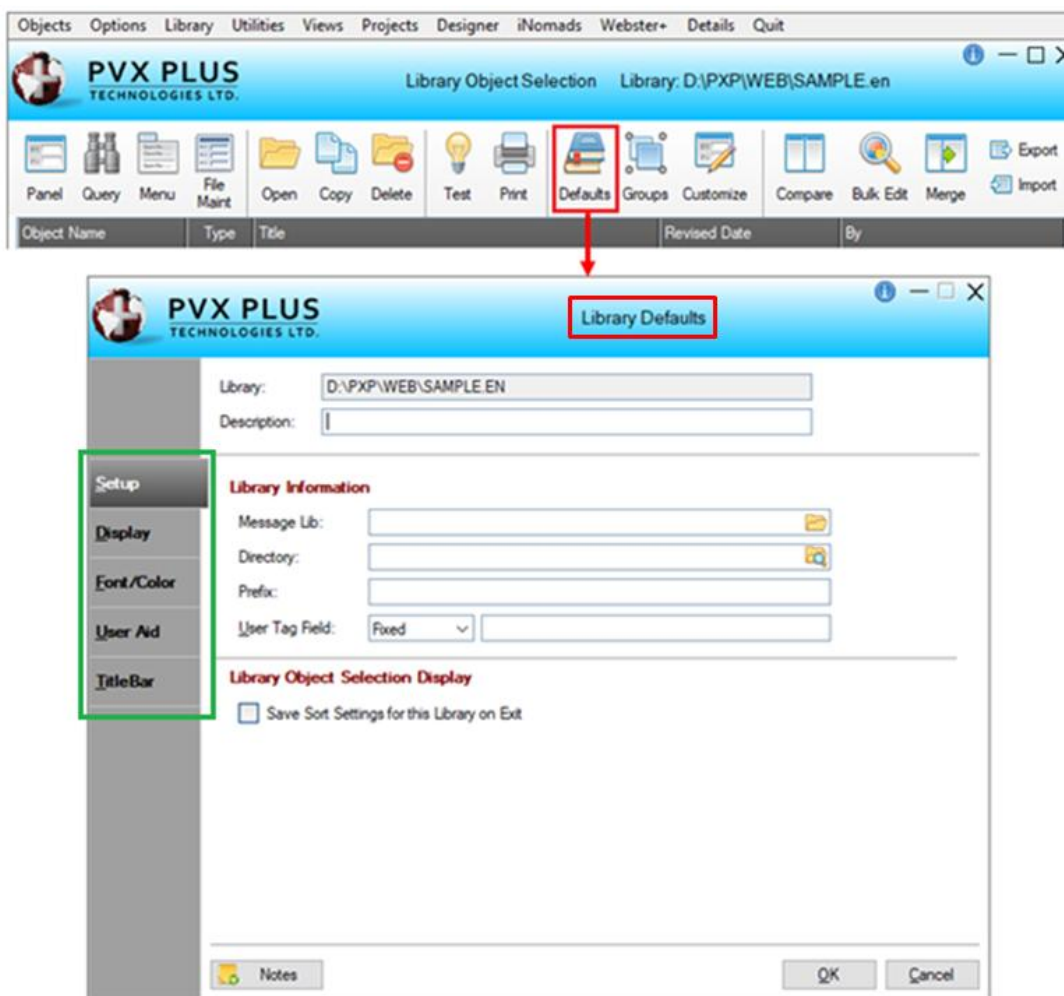 Objects Options Library Utilities Views Projects Designer iNomads Webster+ Details Quit
PVX PLUS
TECHNOLOGIES LTD.
Library Object Selection Library: D:\PXP\WEB\SAMPLE.en
Panel Query Menu File Maint Open Copy Delete Test Print Defaults Groups Customize Compare Bulk Edit Merge
Export
Import
Object Name Type Title Revised Date By
PVX PLUS
TECHNOLOGIES LTD.
Library Defaults
Library: D:\PXP\WEB\SAMPLE.EN
Description:
Setup
Display
Font/Color
User Aid
TitleBar
Library Information
Message Lib:
Directory:
Prefix:
User Tag Field: Fixed
Library Object Selection Display
Save Sort Settings for this Library on Exit
Notes OK Cancel